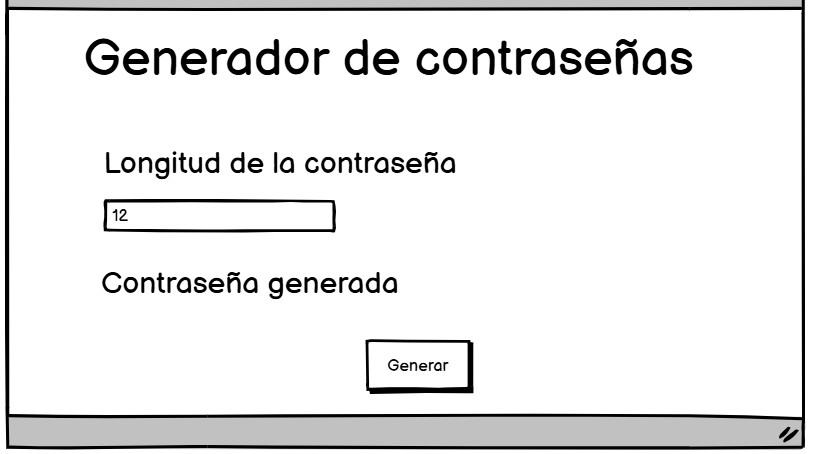 Generador de contraseñas
Longitud de la contraseña
12
Contraseña generada
Generar